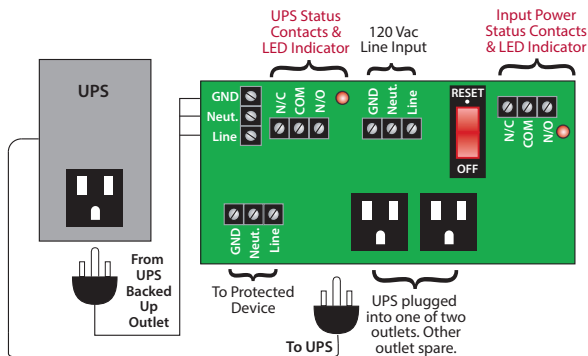 UPS Status
Contacts &
LED Indicator
120 Vac
Line Input
Input Power
Status Contacts
& LED Indicator
UPS
GND
Neut.
Line
N/C
COM
N/O
GND
Neut.
Line
RESET
OFF
N/C
COM
N/O
GND
Neut.
Line
From
UPS
Backed
Up
Outlet
To Protected
Device
To UPS
UPS plugged
into one of two
outlets. Other
outlet spare.